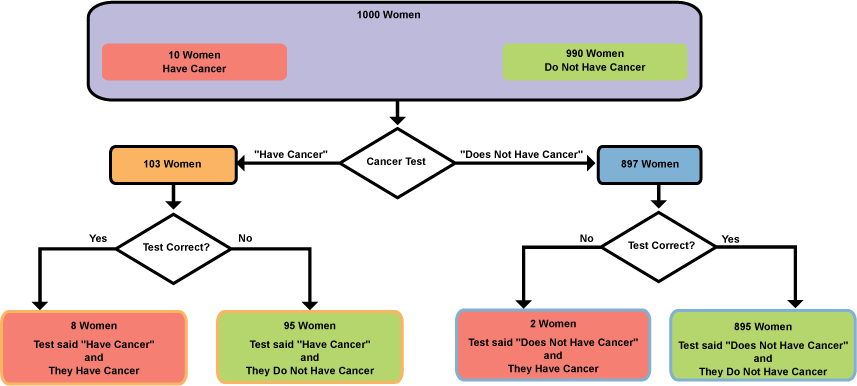 1000 Women
10 Women
Have Cancer
990 Women
Do Not Have Cancer
"Have Cancer"
Cancer Test
"Does Not Have Cancer"
103 Women
897 Women
Yes
Test Correct?
No
No
Test Correct?
Yes
8 Women
Test said "Have Cancer"
and
They Have Cancer
95 Women
Test said "Have Cancer"
and
They Do Not Have Cancer
2 Women
Test said "Does Not Have Cancer"
and
They Have Cancer
895 Women
Test said "Does Not Have Cancer"
and
They Do Not Have Cancer